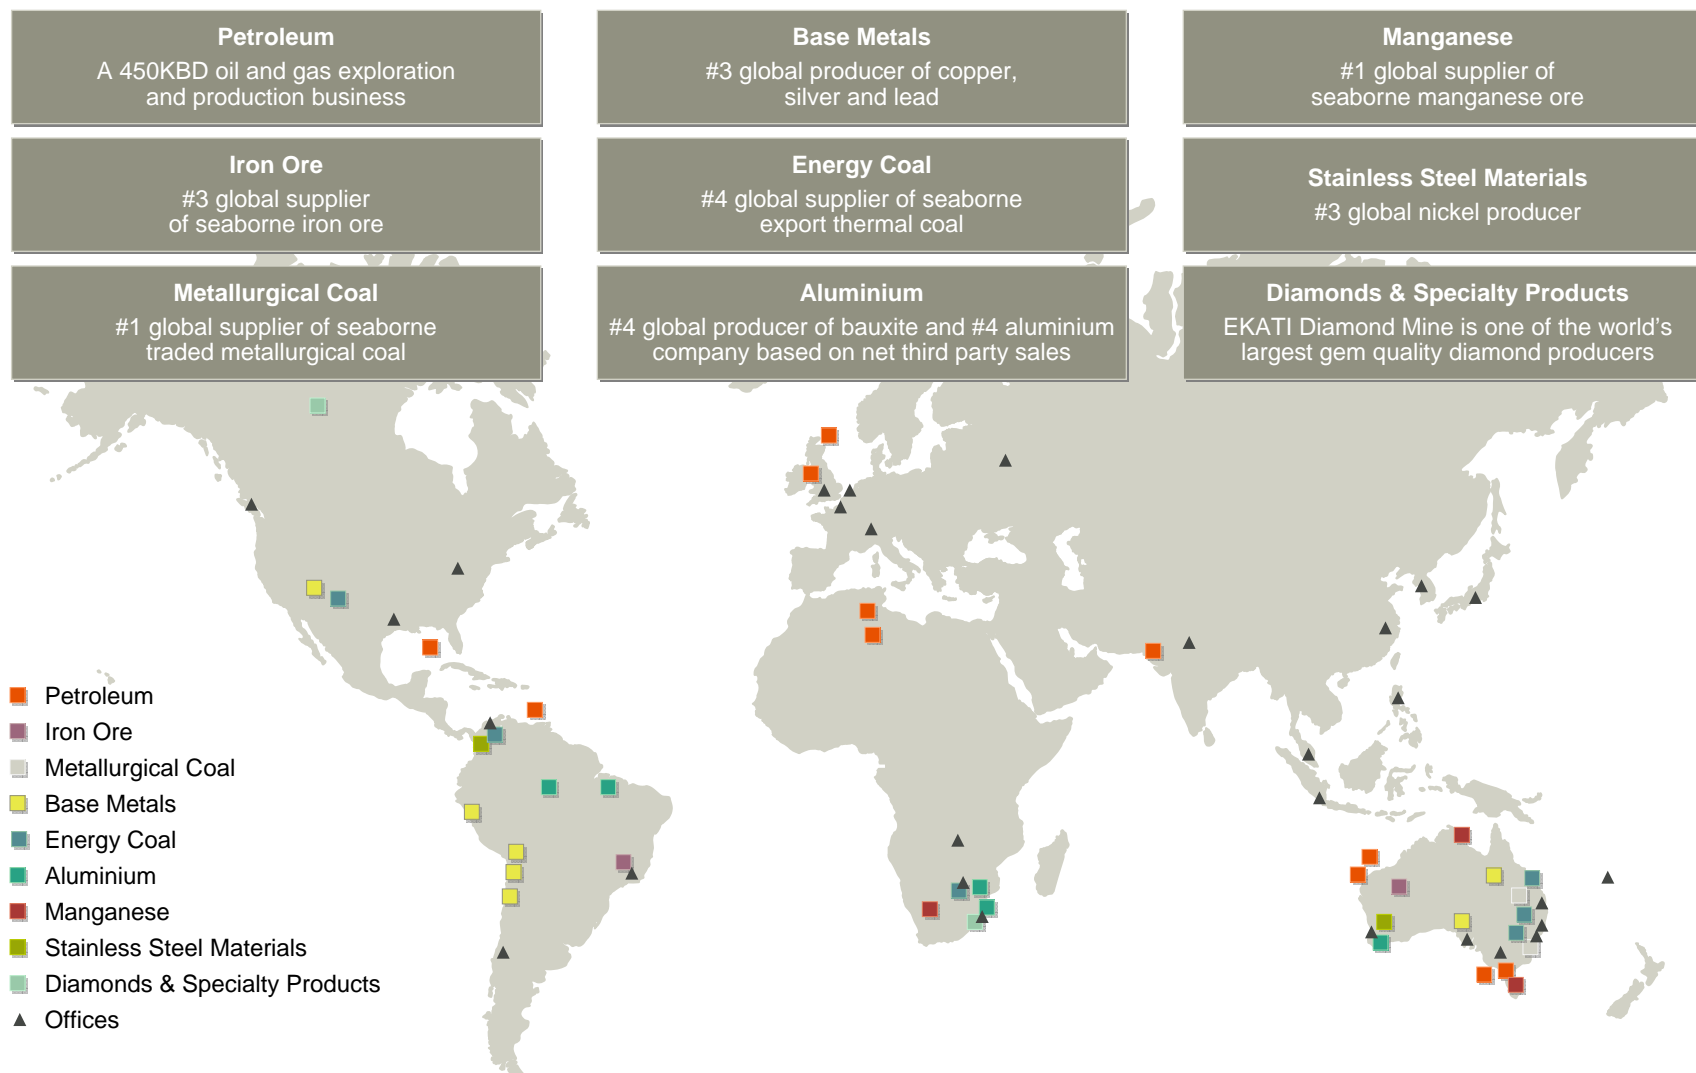 Petroleum
A 450KBD oil and gas exploration
and production business
Base Metals
#3 global producer of copper,
silver and lead
Manganese
#1 global supplier of
seaborne manganese ore
Iron Ore
#3 global supplier
of seaborne iron ore
Energy Coal
#4 global supplier of seaborne
export thermal coal
Stainless Steel Materials
#3 global nickel producer
Metallurgical Coal
#1 global supplier of seaborne
traded metallurgical coal
Aluminium
#4 global producer of bauxite and #4 aluminium
company based on net third party sales
Diamonds & Specialty Products
EKATI Diamond Mine is one of the world's
largest gem quality diamond producers
Petroleum
Iron Ore
Metallurgical Coal
Base Metals
Energy Coal
Aluminium
Manganese
Stainless Steel Materials
Diamonds & Specialty Products
Offices